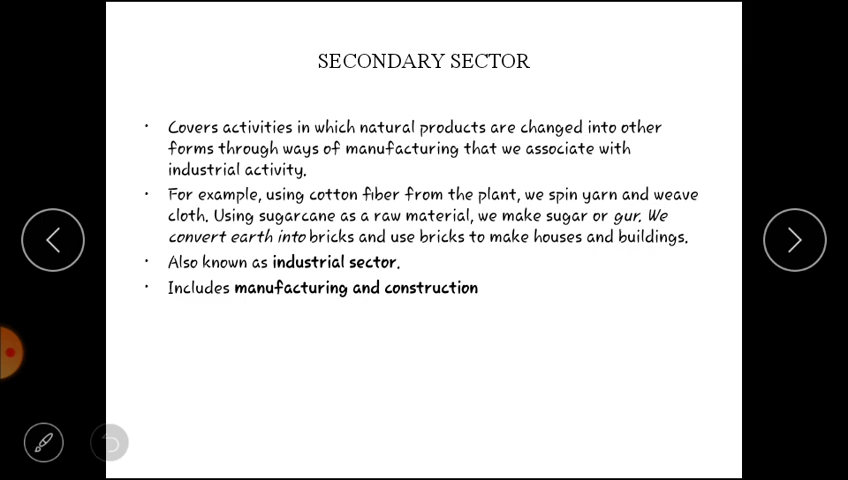 SECONDARY SECTOR
· Covers activities in which natural products are changed into other
forms through ways of manufacturing that we associate with
industrial activity.
· For example, using cotton fiber from the plant, we spin yarn and weave
cloth. Using sugarcane as a raw material, we make sugar or gur. We
convert earth into bricks and use bricks to make houses and buildings.
· Also known as industrial sector.
· Includes manufacturing and construction